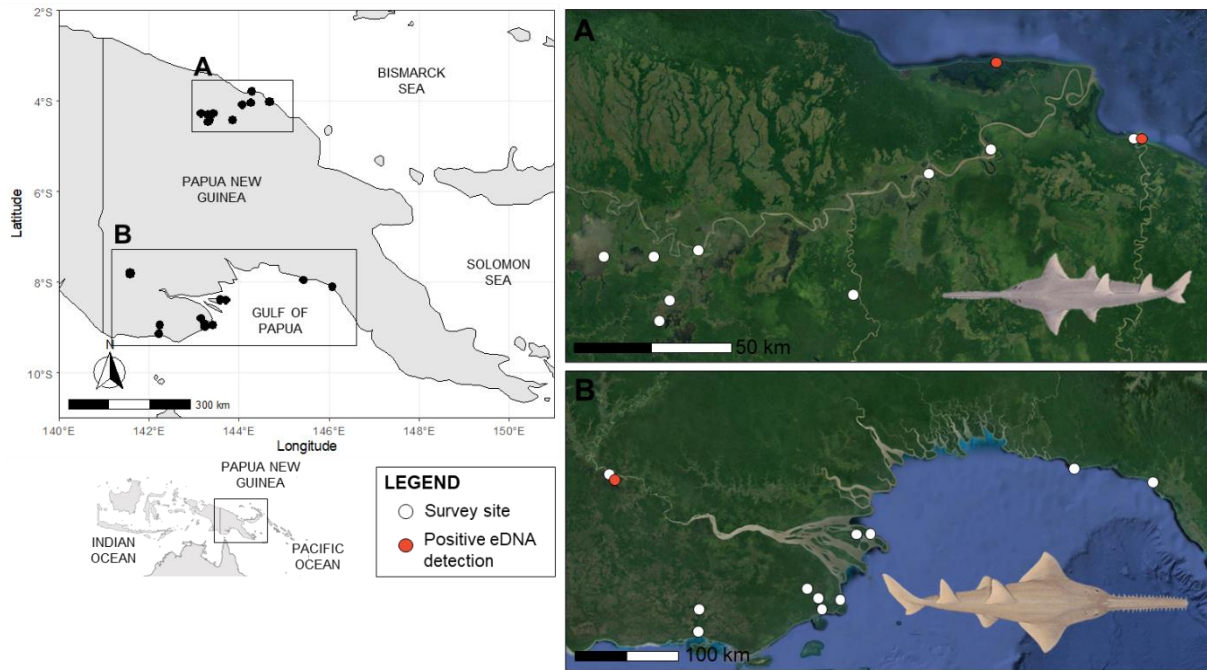 2°S
4°S
6°S
8°S
10°S
Latitude
A
BISMARCK
SEA
PAPUA NEW
GUINEA
B
SOLOMON
SEA
GULF OF
PAPUA
N
300 km
140°E
142°E
144°E
146°E
148°E
150°E
Longitude
PAPUA NEW
GUINEA
INDIAN
OCEAN
PACIFIC
OCEAN
LEGEND
Survey site
Positive eDNA
detection
A
50 km
B
100 km